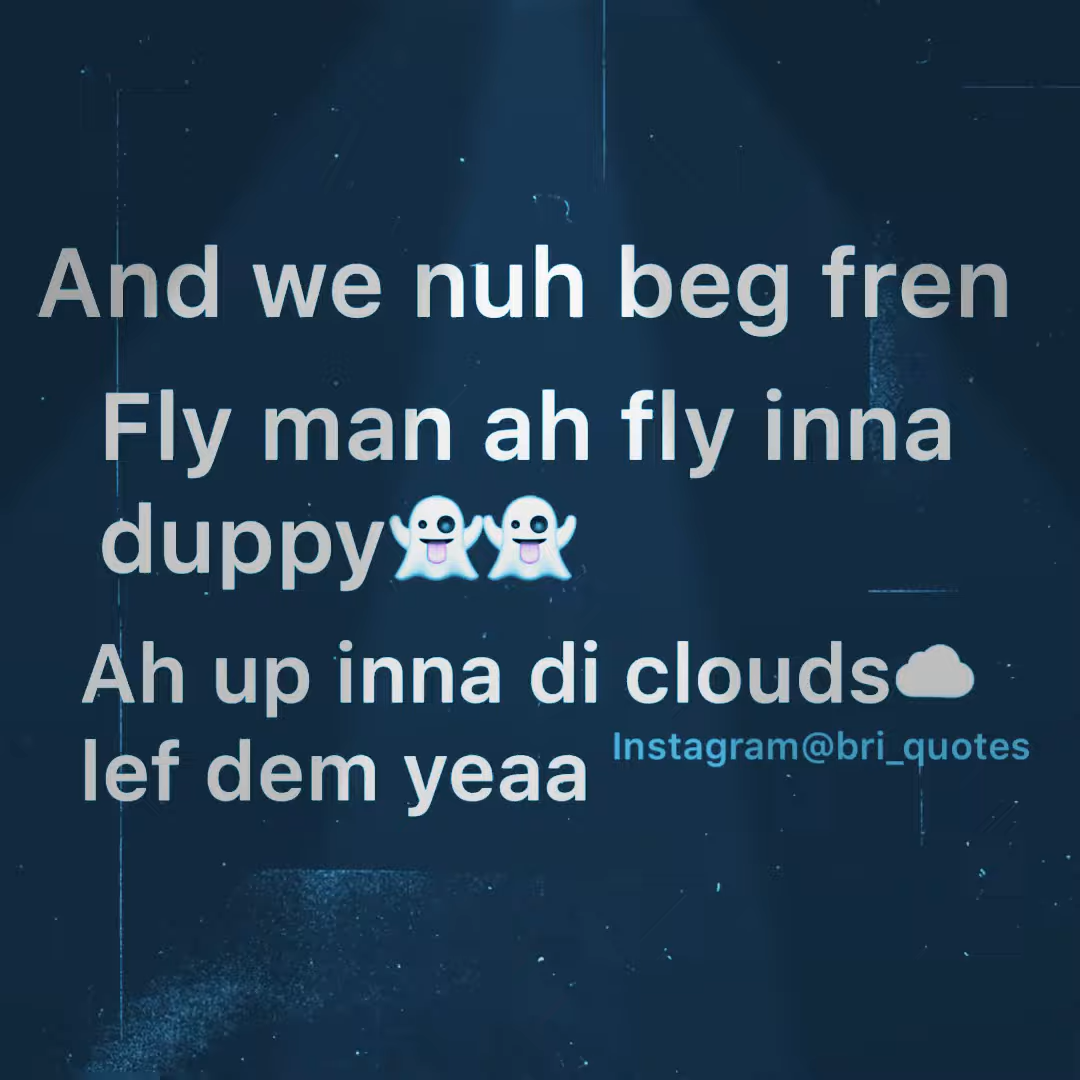 And we nuh beg fren
Fly man ah fly inna
duppy👻👻
Ah up inna di clouds☁️
lef dem yeaa
Instagram@bri_quotes